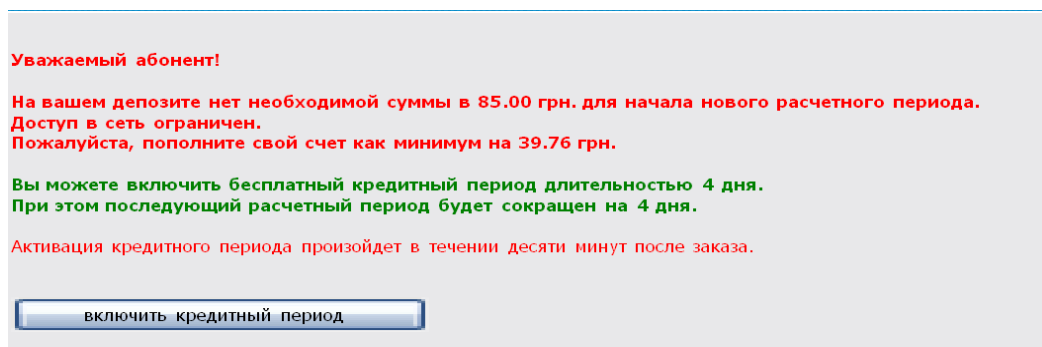 Уважаемый абонент!
На вашем депозите нет необходимой суммы в 85.00 грн. для начала нового расчетного периода.
Доступ в сеть ограничен.
Пожалуйста, пополните свой счет как минимум на 39.76 грн.
Вы можете включить бесплатный кредитный период длительностью 4 дня.
При этом последующий расчетный период будет сокращен на 4 дня.
Активация кредитного периода произойдет в течении десяти минут после заказа.
включить кредитный период